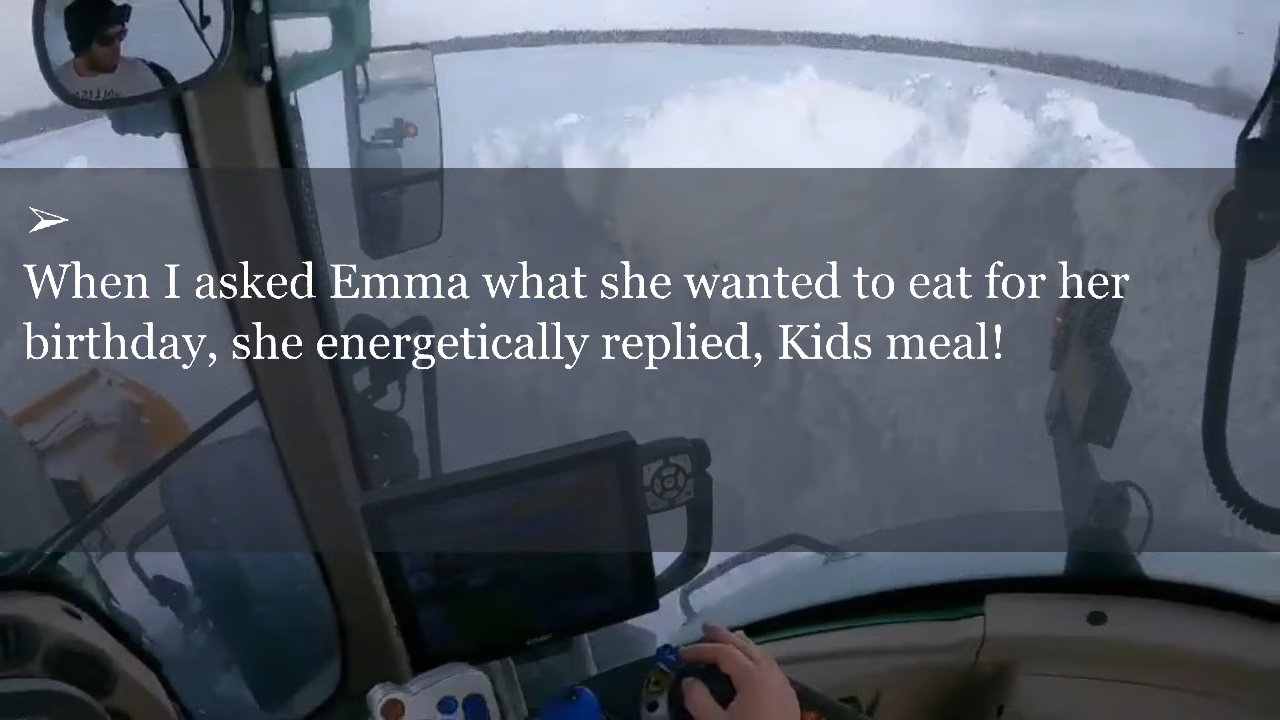 ➢
When I asked Emma what she wanted to eat for her
birthday, she energetically replied, Kids meal!